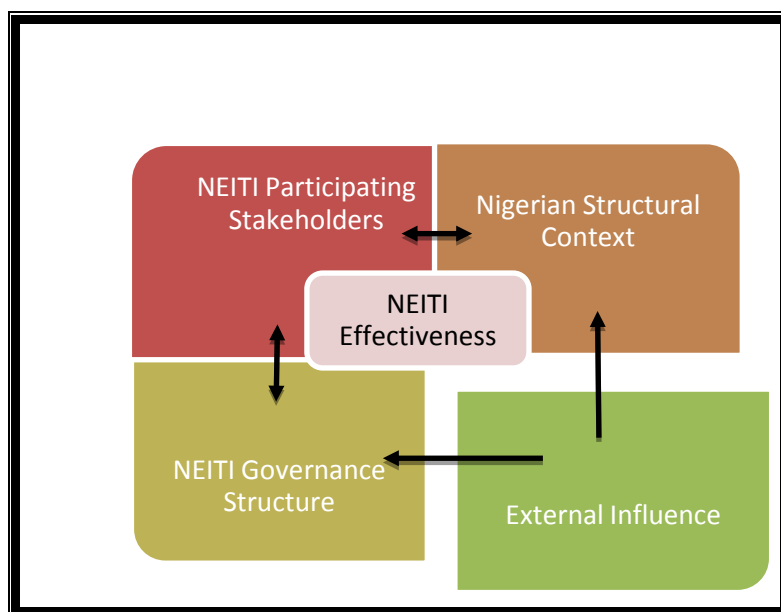 NEITI Participating
Stakeholders
Nigerian Structural
Context
NEITI
Effectiveness
NEITI Governance
Structure
External Influence